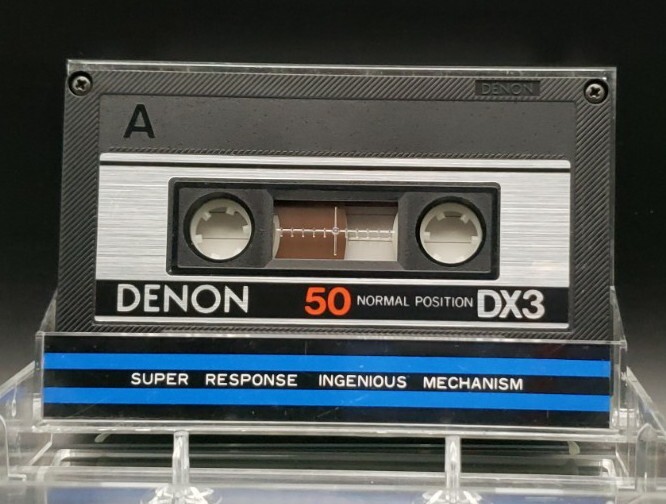 DENON
A
DENON 50 NORMAL POSITION DX3
SUPER RESPONSE INGENIOUS MECHANISM